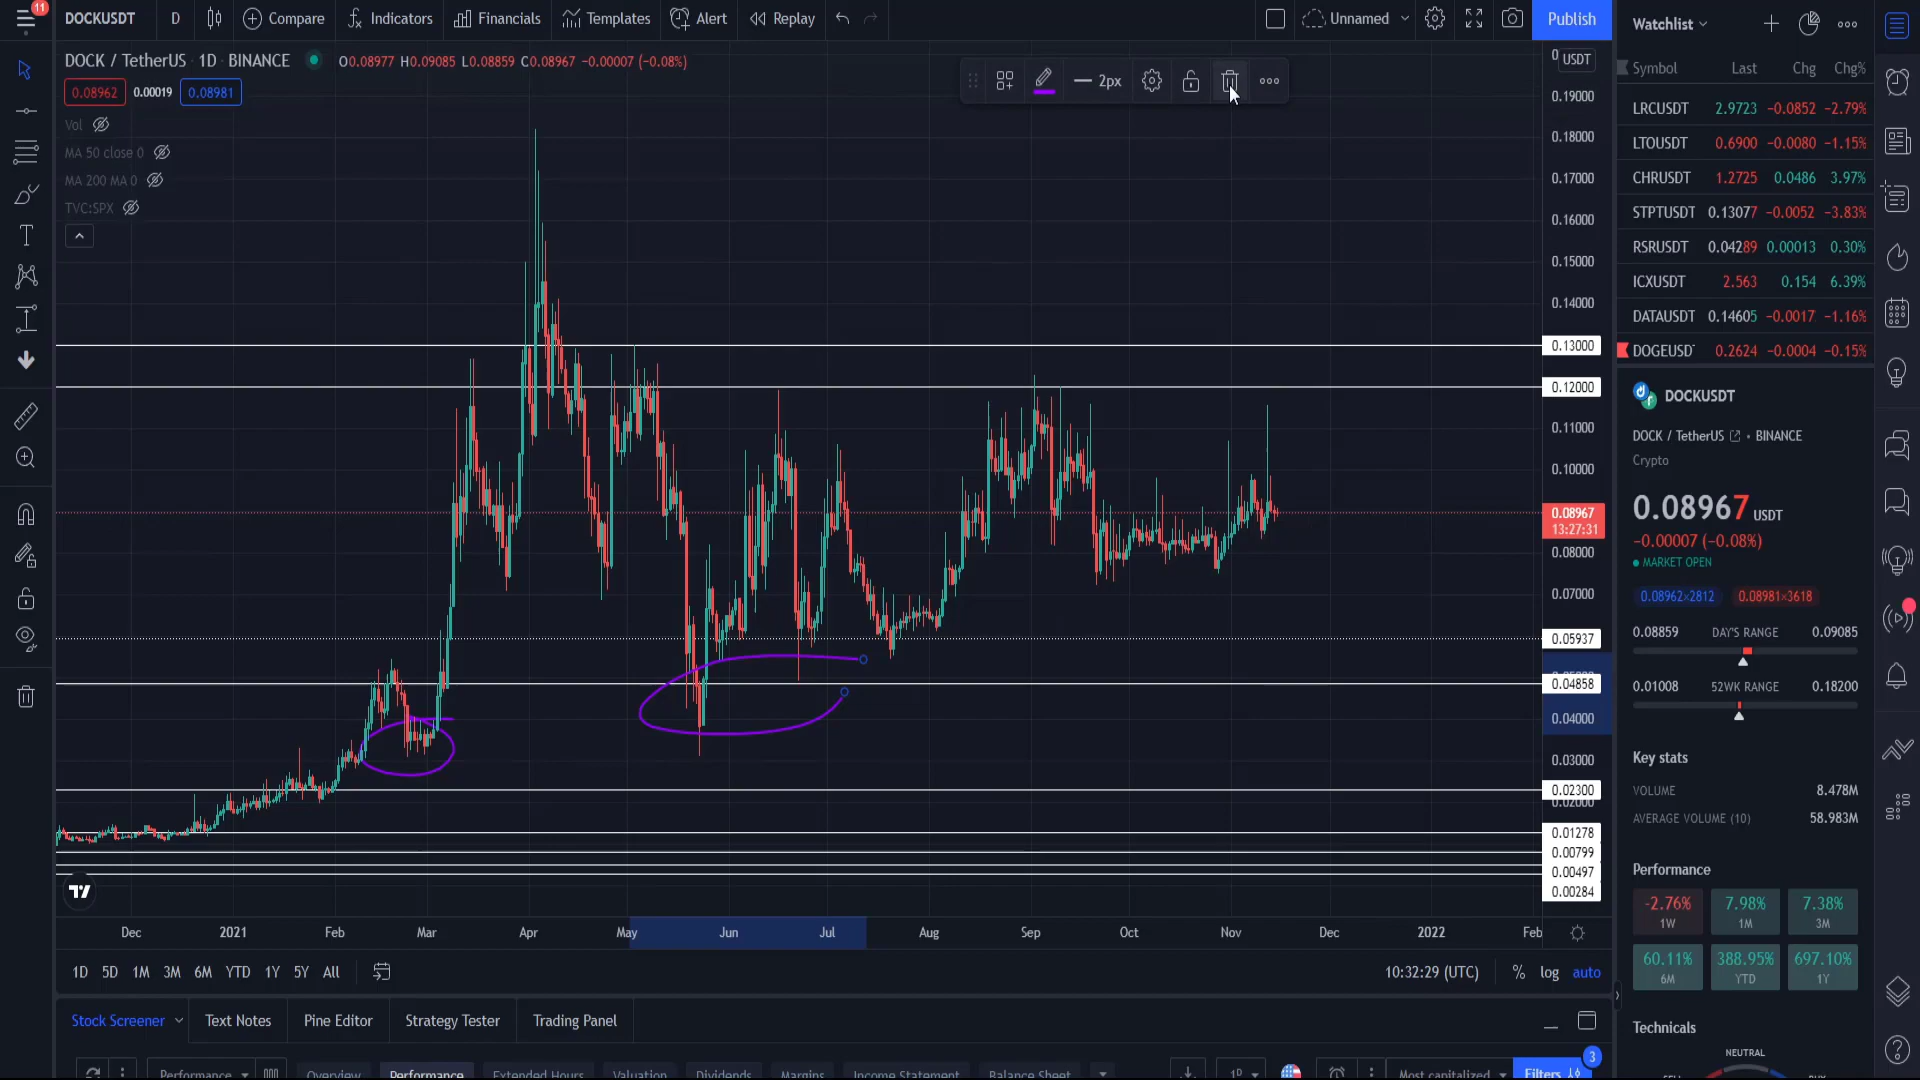 11
DOCKUSDT
D
Compare
Indicators
Financials
Templates
Alert
Replay
Unnamed
Publish
DOCK / TetherUS · 1D · BINANCE
O0.08977 H0.09085 L0.08859 C0.08967 −0.00007 (−0.08%)
0.08962 0.00019 0.08981
Vol
MA 50 close 0
MA 200 MA 0
TVC:SPX
2px
USDT
0.19000
0.18000
0.17000
0.16000
0.15000
0.14000
0.13000
0.12000
0.11000
0.10000
0.08967
13:27:31
0.08000
0.07000
0.05937
0.04858
0.04000
0.03000
0.02300
0.02000
0.01278
0.00799
0.00497
0.00284
Dec 2021 Feb Mar Apr May Jun Jul Aug Sep Oct Nov Dec 2022 Feb
1D 5D 1M 3M 6M YTD 1Y 5Y All
10:32:29 (UTC) % log auto
Stock Screener
Text Notes
Pine Editor
Strategy Tester
Trading Panel
Performance
Overview
Performance
Extended Hours
Valuation
Dividends
Margins
Income Statement
Balance Sheet
1D
Most capitalized
Filters
3
Watchlist
Symbol Last Chg Chg%
LRCUSDT 2.9723 −0.0852 −2.79%
LTOUSDT 0.6900 −0.0080 −1.15%
CHRUSDT 1.2725 0.0486 3.97%
STPTUSDT 0.13077 −0.0052 −3.83%
RSRUSDT 0.04289 0.00013 0.30%
ICXUSDT 2.563 0.154 6.39%
DATAUSDT 0.14605 −0.0017 −1.16%
DOGEUSD 0.2624 −0.0004 −0.15%
DOCKUSDT
DOCK / TetherUS • BINANCE
Crypto
0.08967 USDT
−0.00007 (−0.08%)
MARKET OPEN
0.08962×2812 0.08981×3618
0.08859 DAY'S RANGE 0.09085
0.01008 52WK RANGE 0.18200
Key stats
VOLUME 8.478M
AVERAGE VOLUME (10) 58.983M
Performance
-2.76% 7.98% 7.38%
1W 1M 3M
60.11% 388.95% 697.10%
6M YTD 1Y
Technicals
NEUTRAL